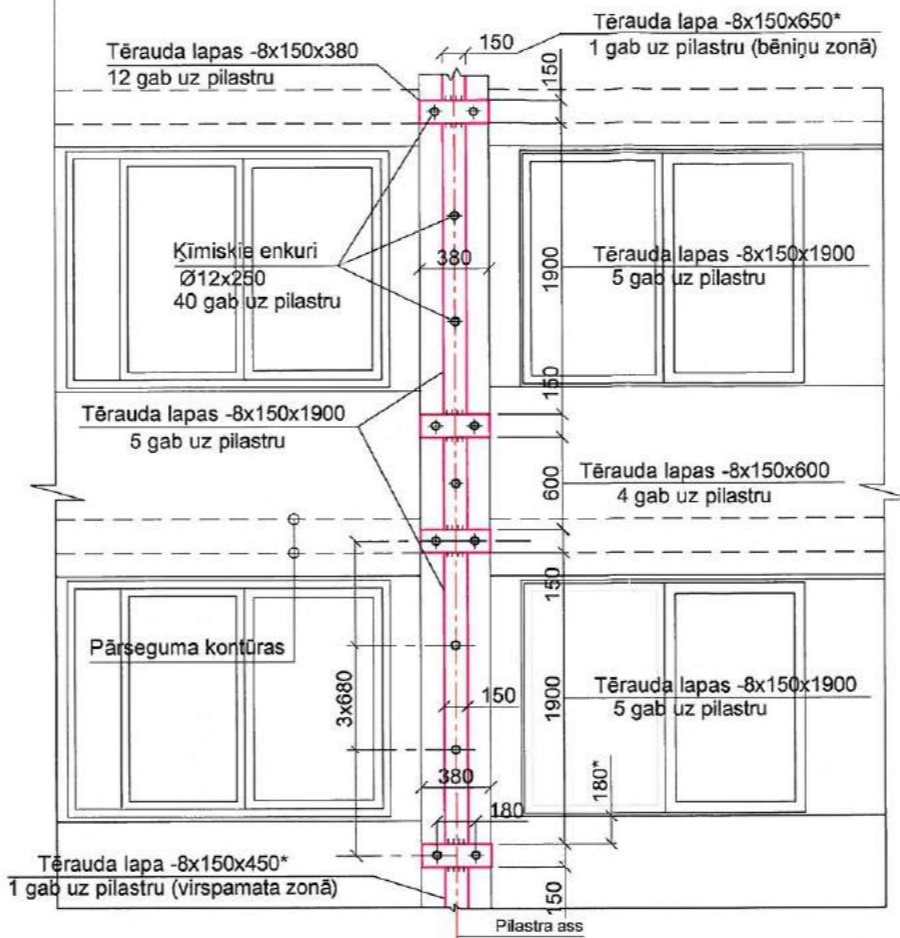 Tērauda lapas -8x150x650*
1 gab uz pilastru (bēniņu zonā)
150
Tērauda lapas -8x150x380
12 gab uz pilastru
150
Ķīmiskie enkuri
Ø12x250
40 gab uz pilastru
380
1900
Tērauda lapas -8x150x1900
5 gab uz pilastru
150
Tērauda lapas -8x150x1900
5 gab uz pilastru
600
Tērauda lapas -8x150x600
4 gab uz pilastru
150
Pārseguma kontūras
3x680
150
1900
Tērauda lapas -8x150x1900
5 gab uz pilastru
380
180*
180
Tērauda lapa -8x150x450*
1 gab uz pilastru (virspamata zonā)
150
Pilastra ass